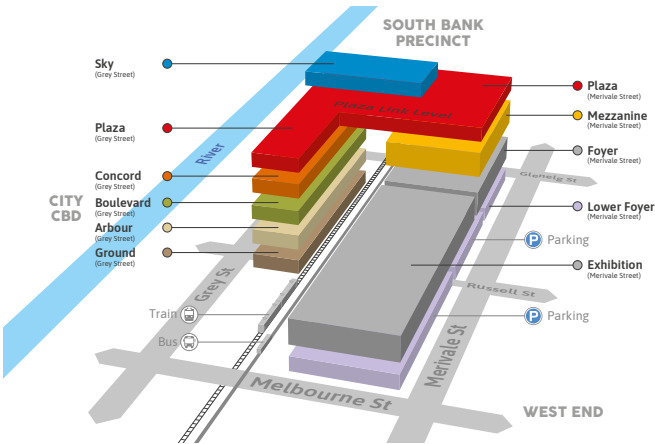 SOUTH BANK
PRECINCT
Sky
(Grey Street)
Plaza
(Grey Street)
Concord
(Grey Street)
Boulevard
(Grey Street)
Arbour
(Grey Street)
Ground
(Grey Street)
CITY
CBD
River
Plaza Link Level
Plaza
(Merivale Street)
Mezzanine
(Merivale Street)
Foyer
(Merivale Street)
Glenelg St
Lower Foyer
(Merivale Street)
P Parking
Exhibition
(Merivale Street)
Russell St
P Parking
Grey St
Train
Bus
Merivale St
Melbourne St
WEST END